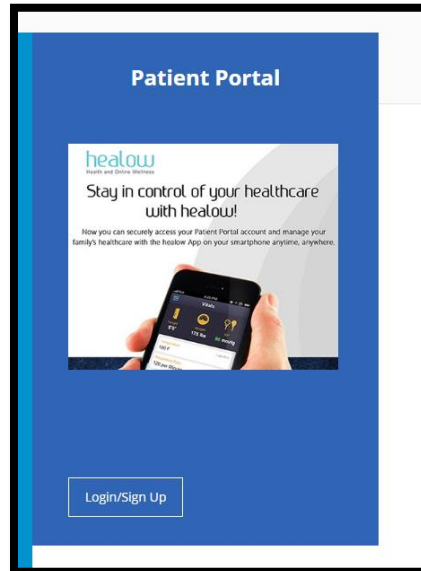 Patient Portal
healow
Health and Online Wellness
Stay in control of your healthcare
with healow!
Now you can securely access your Patient Portal account and manage your
family's healthcare with the healow App on your smartphone anytime, anywhere.
Vitals
Login/Sign Up